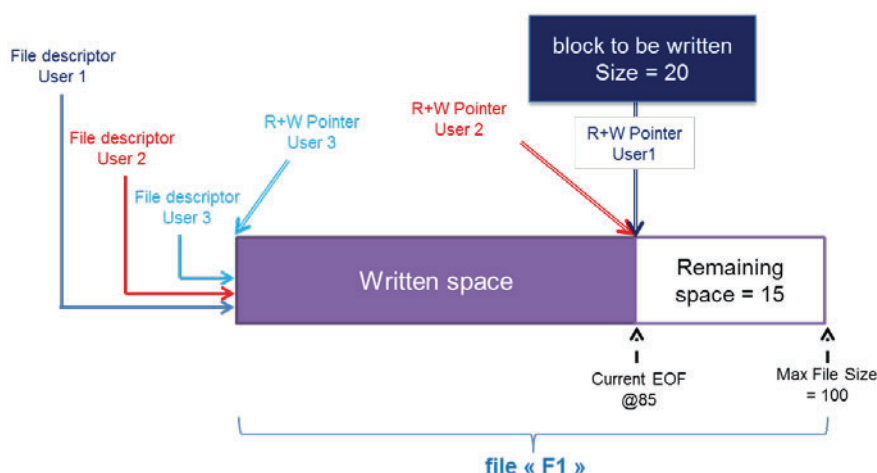 File descriptor
User 1
block to be written
Size = 20
R+W Pointer
User 3
R+W Pointer
User 2
R+W Pointer
User1
File descriptor
User 2
File descriptor
User 3
Written space
Remaining
space = 15
Current EOF
@85
Max File Size
= 100
file « F1 »